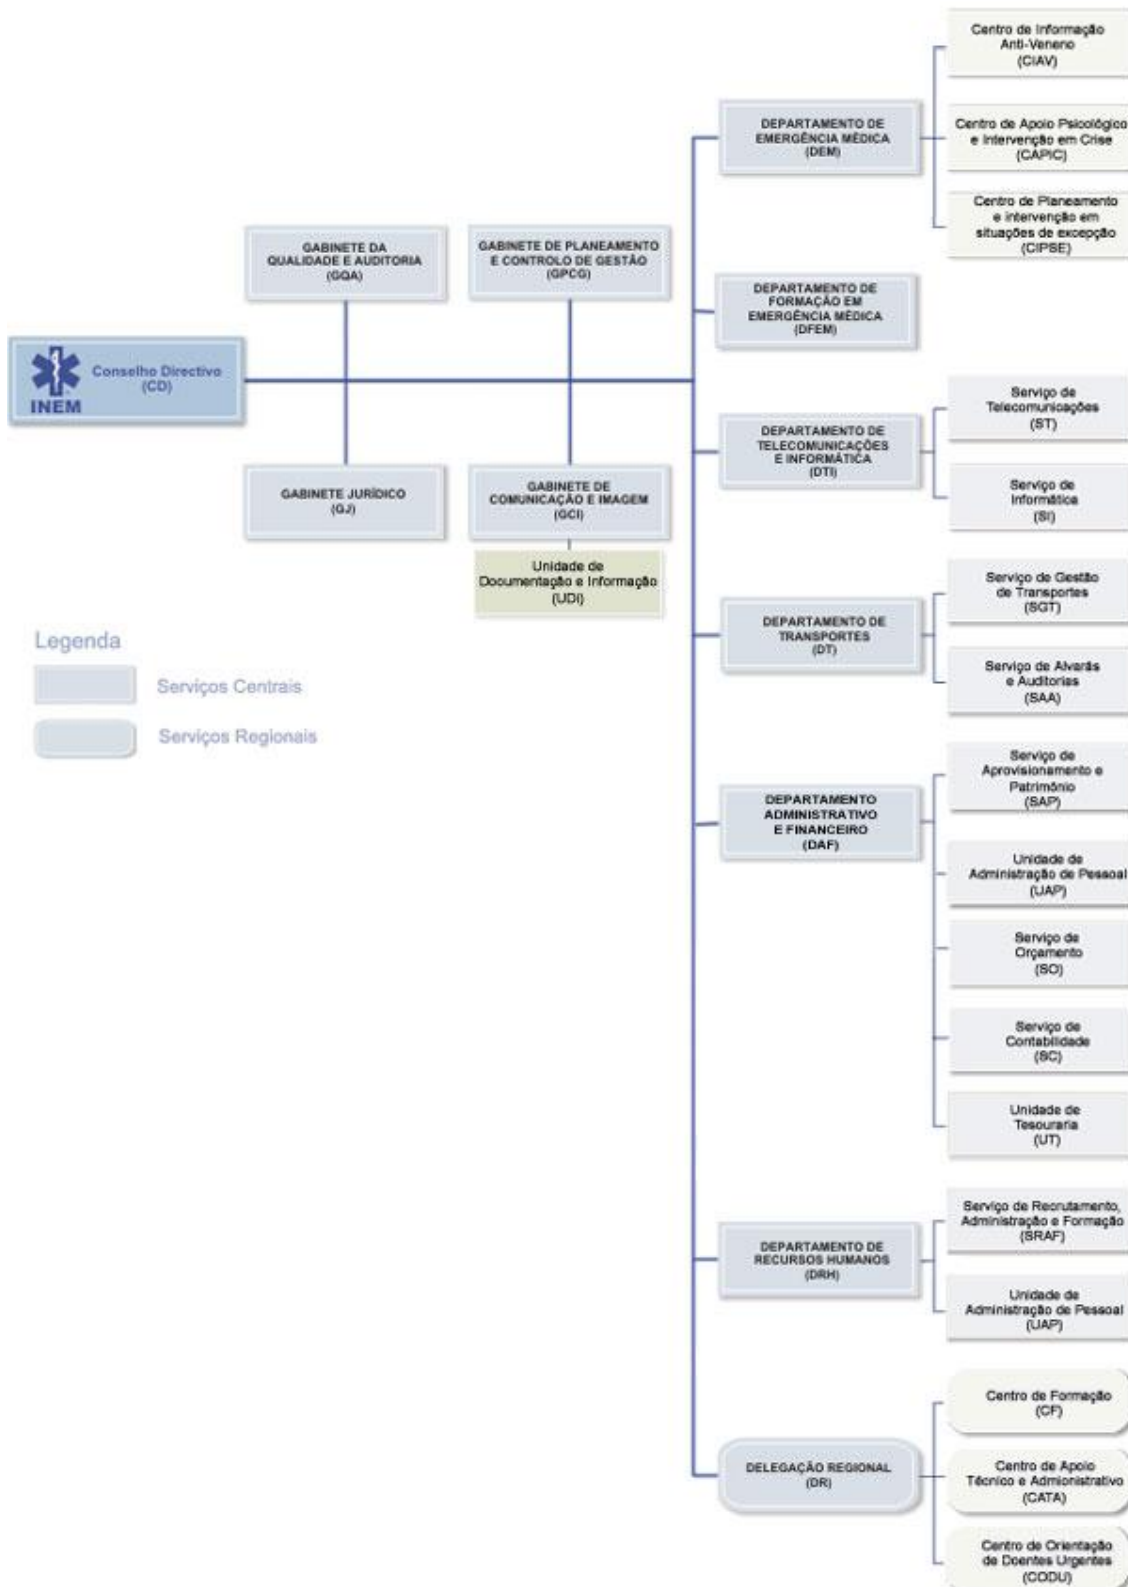 Centro de Informação
Anti-Veneno
(CIAV)
DEPARTAMENTO DE
EMERGÊNCIA MÉDICA
(DEM)
Centro de Apoio Psicológico
e Intervenção em Crise
(CAPIC)
Centro de Planeamento
e intervenção em
situações de excepção
(CIPSE)
GABINETE DA
QUALIDADE E AUDITORIA
(GQA)
GABINETE DE PLANEAMENTO
E CONTROLO DE GESTÃO
(GPCG)
DEPARTAMENTO DE
FORMAÇÃO EM
EMERGÊNCIA MÉDICA
(DFEM)
INEM
Conselho Directivo
(CD)
Serviço de
Telecomunicações
(ST)
DEPARTAMENTO DE
TELECOMUNICAÇÕES
E INFORMÁTICA
(DTI)
Serviço de
Informática
(SI)
GABINETE JURÍDICO
(GJ)
GABINETE DE
COMUNICAÇÃO E IMAGEM
(GCI)
Unidade de
Documentação e Informação
(UDI)
Serviço de Gestão
de Transportes
(SGT)
DEPARTAMENTO DE
TRANSPORTES
(DT)
Serviço de Alvarás
e Auditorias
(SAA)
Legenda
Serviços Centrais
Serviços Regionais
Serviço de
Aprovisionamento e
Património
(SAP)
DEPARTAMENTO
ADMINISTRATIVO
E FINANCEIRO
(DAF)
Unidade de
Administração de Pessoal
(UAP)
Serviço de
Orçamento
(SO)
Serviço de
Contabilidade
(SC)
Unidade de
Tesouraria
(UT)
Serviço de Recrutamento,
Administração e Formação
(SRAF)
DEPARTAMENTO DE
RECURSOS HUMANOS
(DRH)
Unidade de
Administração de Pessoal
(UAP)
Centro de Formação
(CF)
DELEGAÇÃO REGIONAL
(DR)
Centro de Apoio
Técnico e Admionistrativo
(CATA)
Centro de Orientação
de Doentes Urgentes
(CODU)